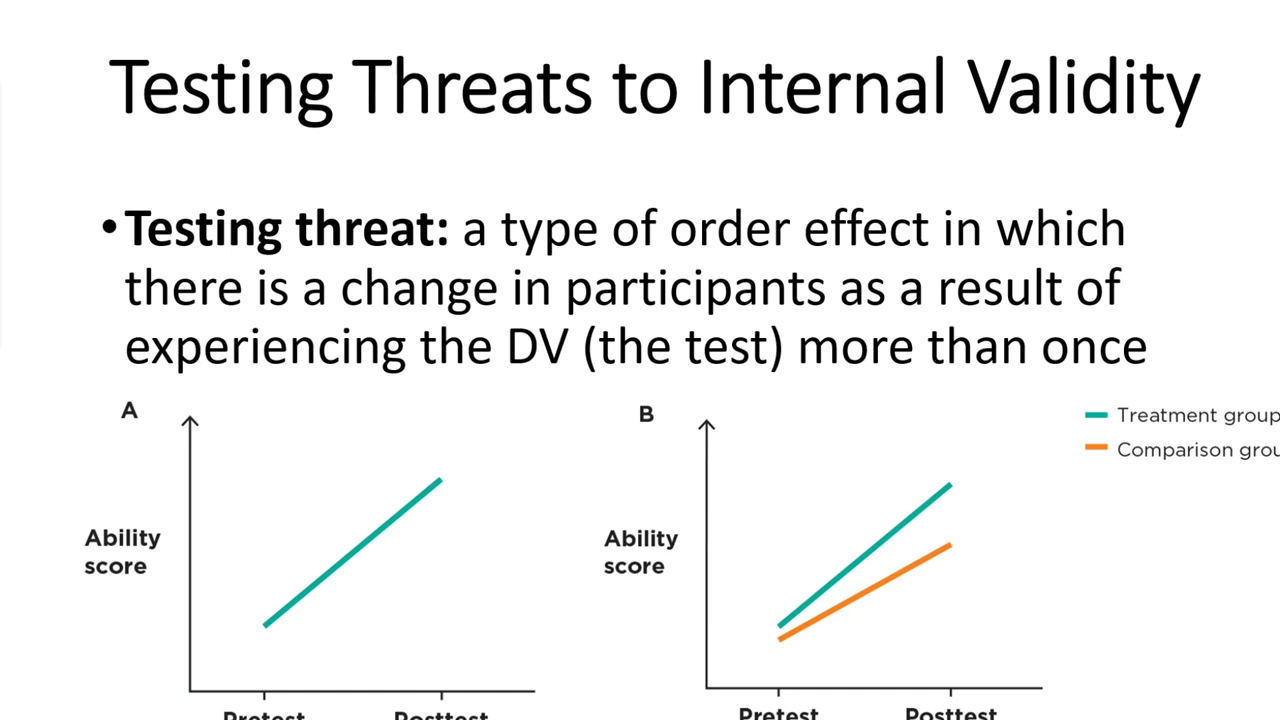 Testing Threats to Internal Validity
• Testing threat: a type of order effect in which
there is a change in participants as a result of
experiencing the DV (the test) more than once
A
Ability
score
Pretest
Posttest
B
Ability
score
Pretest
Posttest
Treatment group
Comparison grou